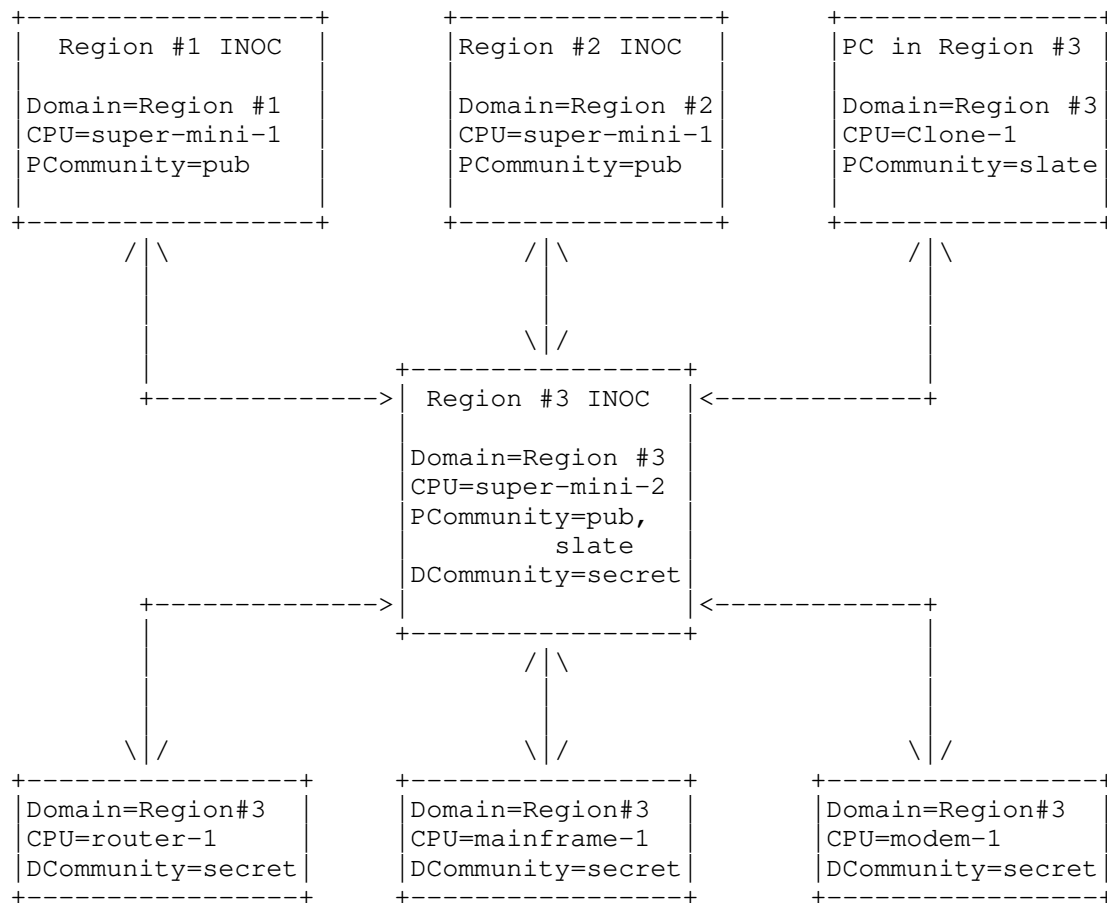 Region #1 INOC
Domain=Region #1
CPU=super-mini-1
PCommunity=pub
Region #2 INOC
Domain=Region #2
CPU=super-mini-1
PCommunity=pub
PC in Region #3
Domain=Region #3
CPU=Clone-1
PCommunity=slate
Region #3 INOC
Domain=Region #3
CPU=super-mini-2
PCommunity=pub,
slate
DCommunity=secret
Domain=Region#3
CPU=router-1
DCommunity=secret
Domain=Region#3
CPU=mainframe-1
DCommunity=secret
Domain=Region#3
CPU=modem-1
DCommunity=secret